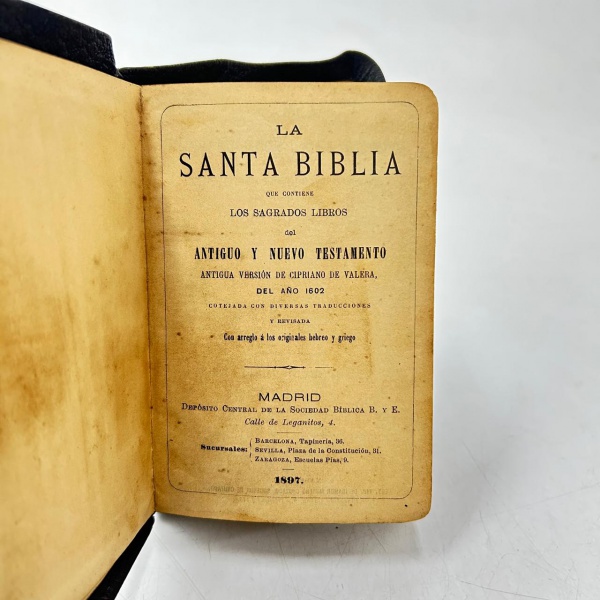 LA
SANTA BIBLIA
QUE CONTIENE
LOS SAGRADOS LIBROS
del
ANTIGUO Y NUEVO TESTAMENTO
ANTIGUA VERSIÓN DE CIPRIANO DE VALERA,
DEL AÑO 1602
COTEJADA CON DIVERSAS TRADUCCIONES
Y REVISADA
Con arreglo á los originales hebreo y griego
MADRID
DEPÓSITO CENTRAL DE LA SOCIEDAD BÍBLICA B. Y E.
Calle de Leganitos, 4.
Sucursales:
BARCELONA, Tapinería, 36.
SEVILLA, Plaza de la Constitución, 31.
ZARAGOZA, Escuelas Pías, 9.
1897.